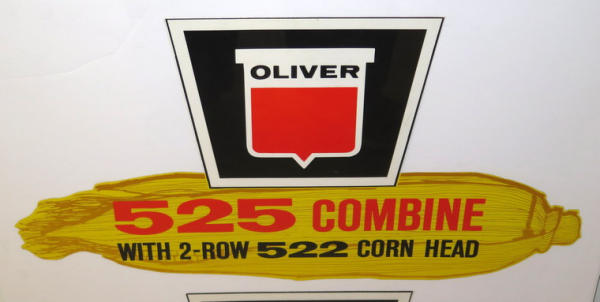 OLIVER
525 COMBINE
WITH 2-ROW 522 CORN HEAD